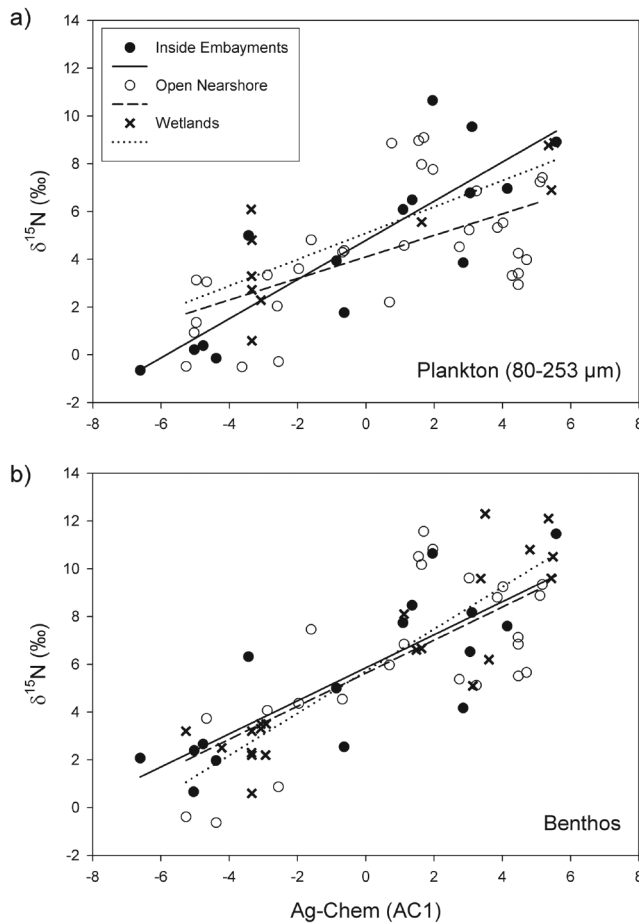 a)
14
12
10
8
6
4
2
0
-2
δ15N (‰)
Inside Embayments
Open Nearshore
Wetlands
Plankton (80-253 µm)
-8 -6 -4 -2 0 2 4 6 8
b)
14
12
10
8
6
4
2
0
-2
δ15N (‰)
Benthos
-8 -6 -4 -2 0 2 4 6 8
Ag-Chem (AC1)